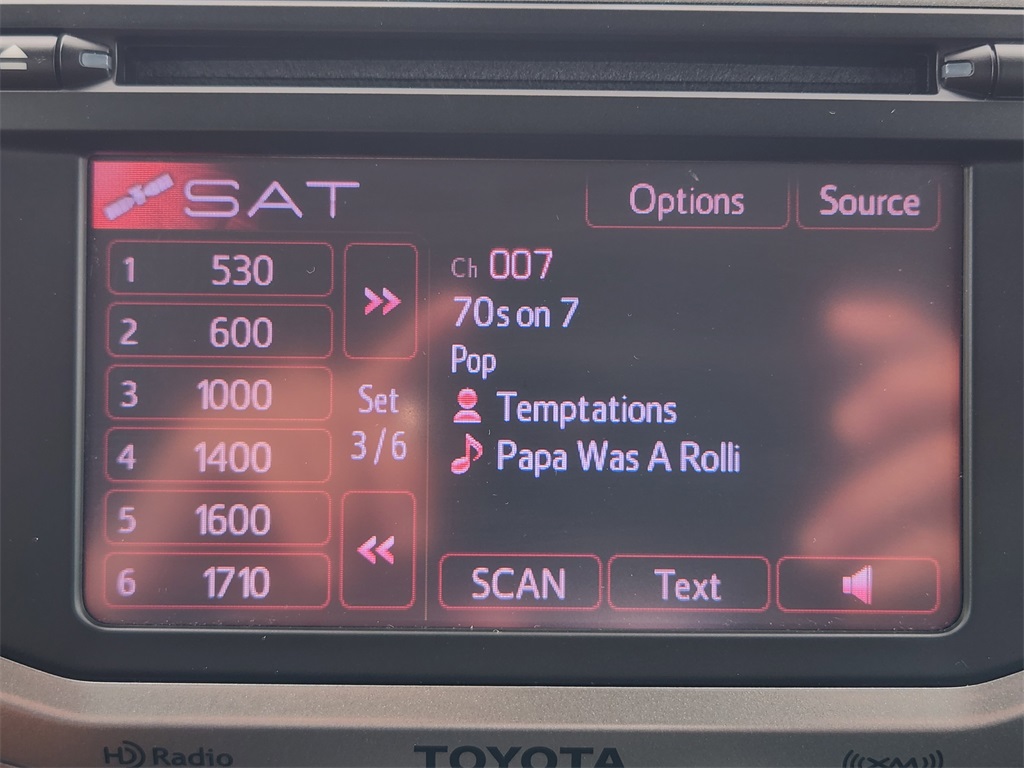 SAT
Options
Source
1 530
2 600
3 1000
4 1400
5 1600
6 1710
>>
Set
3/6
<<
Ch 007
70s on 7
Pop
Temptations
Papa Was A Rolli
SCAN
Text
HD Radio
TOYOTA
((XM))